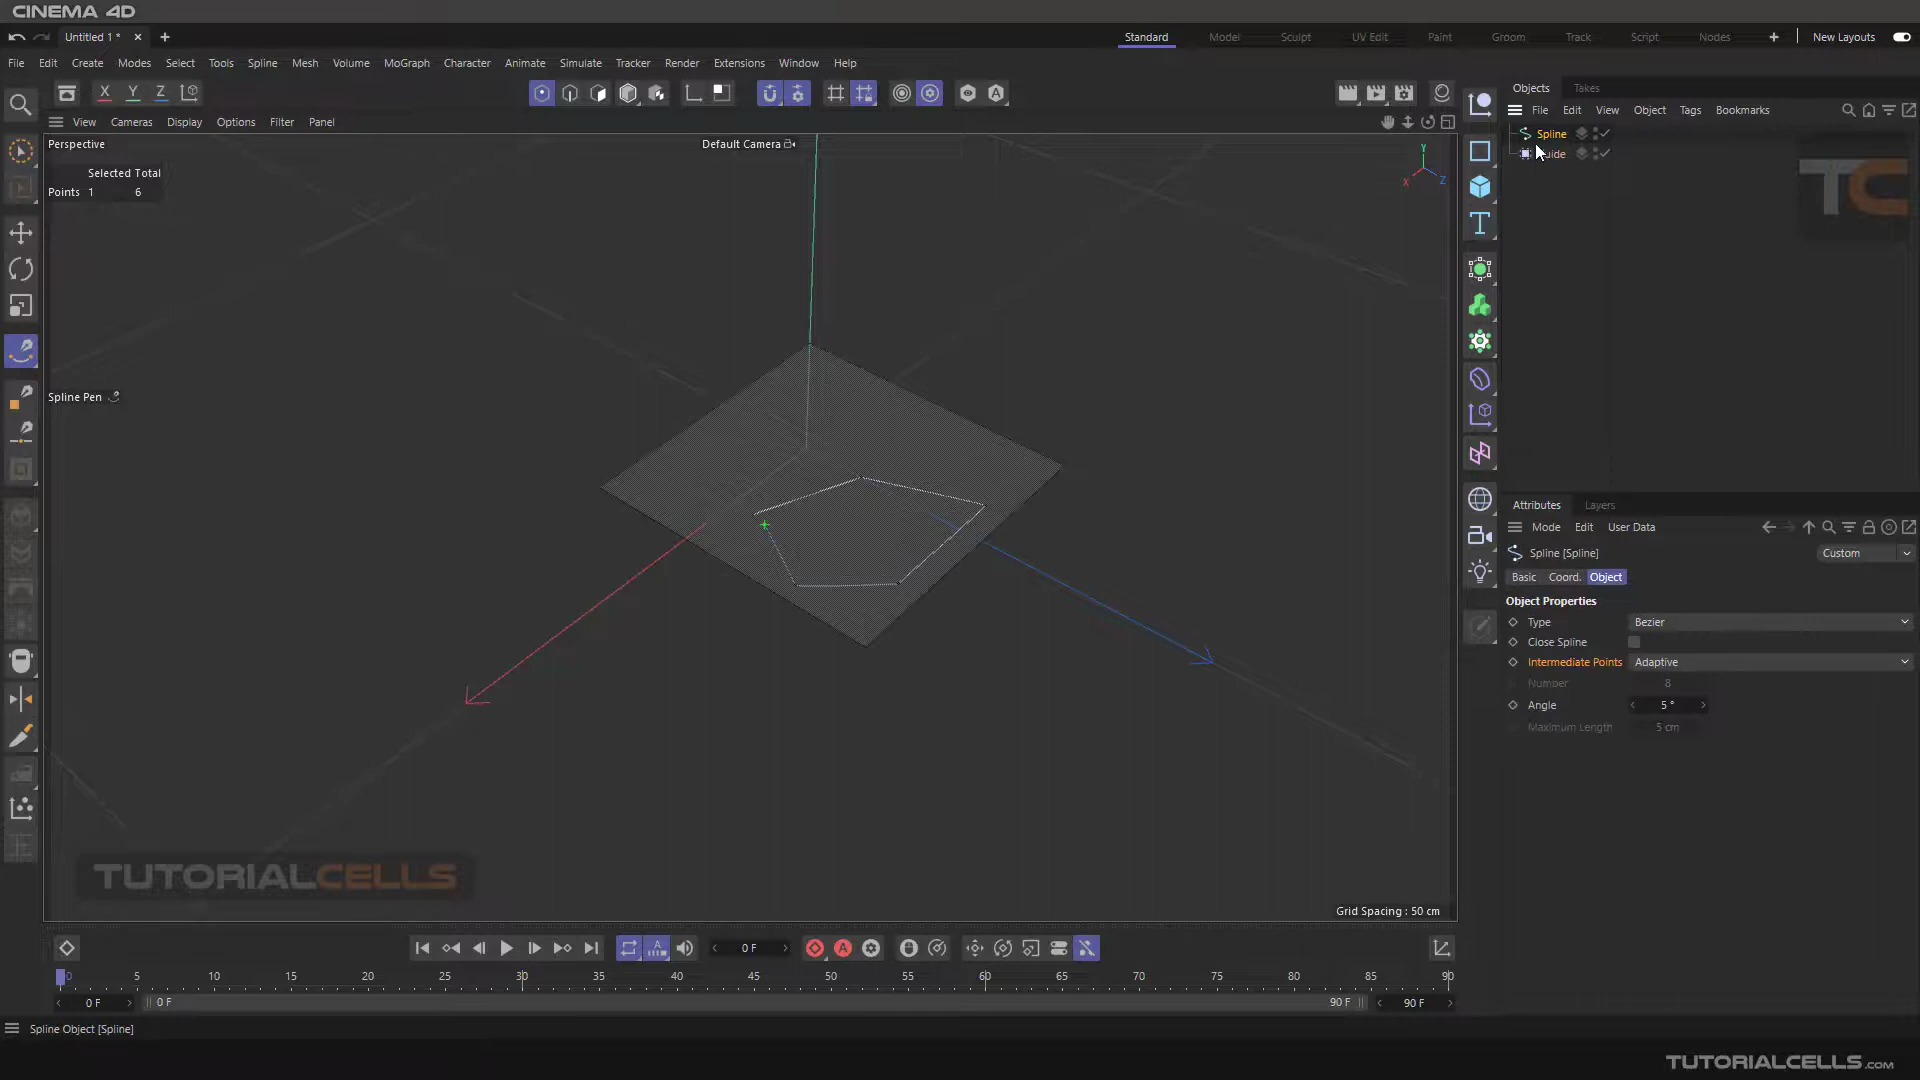 CINEMA 4D
Untitled 1 *
Standard Model Sculpt UV Edit Paint Groom Track Script Nodes New Layouts
File Edit Create Modes Select Tools Spline Mesh Volume MoGraph Character Animate Simulate Tracker Render Extensions Window Help
X Y Z
View Cameras Display Options Filter Panel
Perspective
Default Camera
Selected Total
Points 1 6
Spline Pen
Y
X
Z
TUTORIALCELLS
Grid Spacing : 50 cm
Objects Takes
File Edit View Object Tags Bookmarks
Spline
TC
Attributes Layers
Mode Edit User Data
Spline [Spline]
Custom
Basic Coord. Object
Object Properties
Type Bezier
Close Spline
Intermediate Points Adaptive
Number 8
Angle 5 °
Maximum Length 5 cm
0 F
0 5 10 15 20 25 30 35 40 45 50 55 60 65 70 75 80 85 90
0 F 0 F 90 F 90 F
Spline Object [Spline]
TUTORIALCELLS.COM